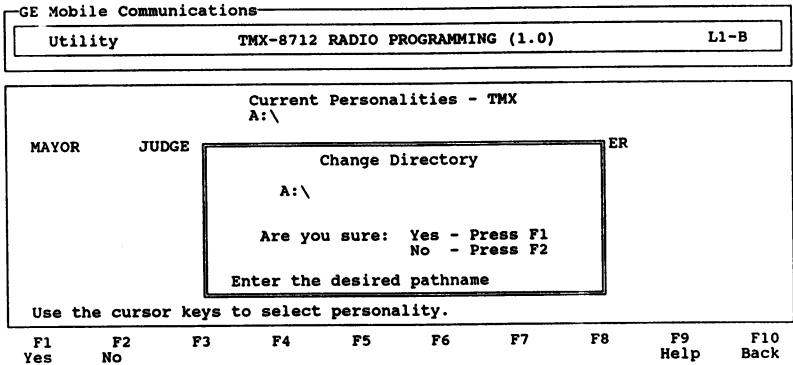 GE Mobile Communications
Utility TMX-8712 RADIO PROGRAMMING (1.0) L1-B
Current Personalities - TMX
A:\
MAYOR JUDGE ER
Change Directory
A:\
Are you sure: Yes - Press F1
No - Press F2
Enter the desired pathname
Use the cursor keys to select personality.
F1 F2 F3 F4 F5 F6 F7 F8 F9 F10
Yes No Help Back